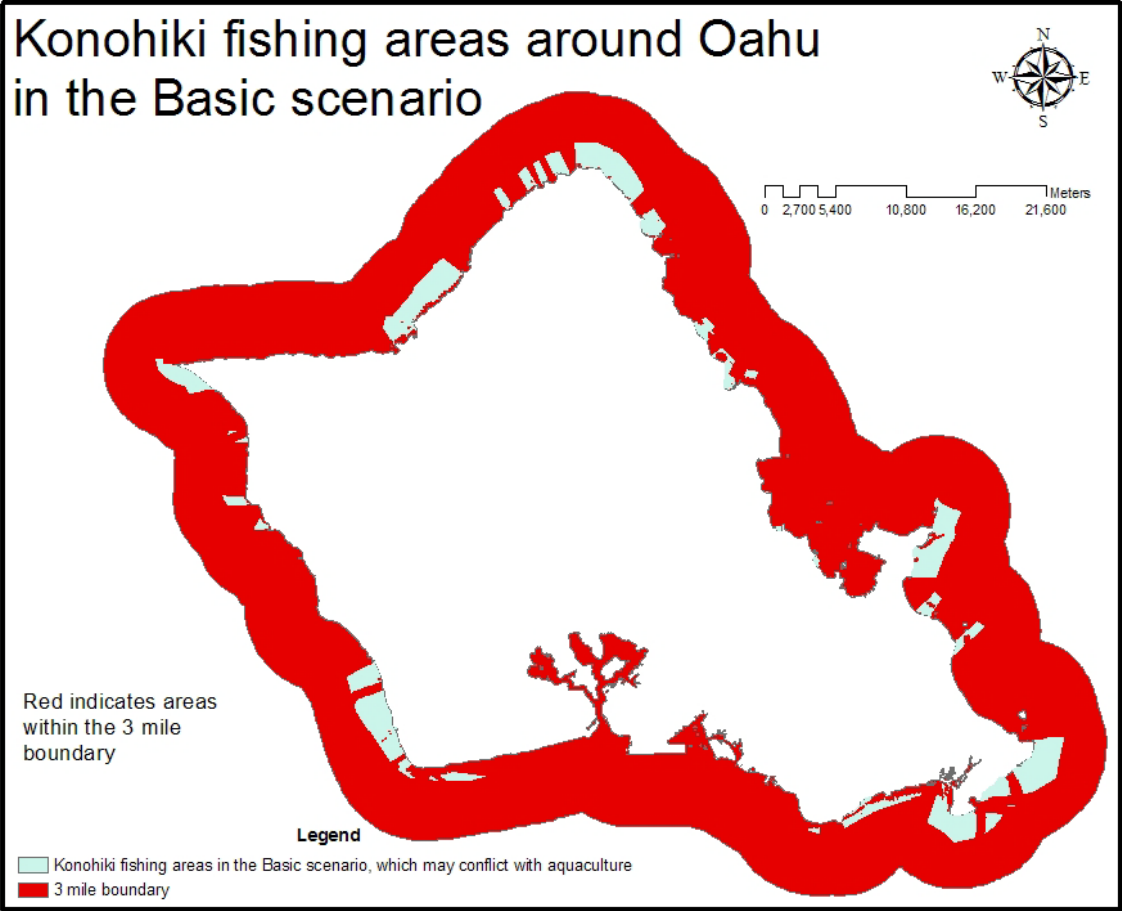 Konohiki fishing areas around Oahu
in the Basic scenario
N
W E
S
Meters
0 2,700 5,400 10,800 16,200 21,600
Red indicates areas
within the 3 mile
boundary
Legend
Konohiki fishing areas in the Basic scenario, which may conflict with aquaculture
3 mile boundary